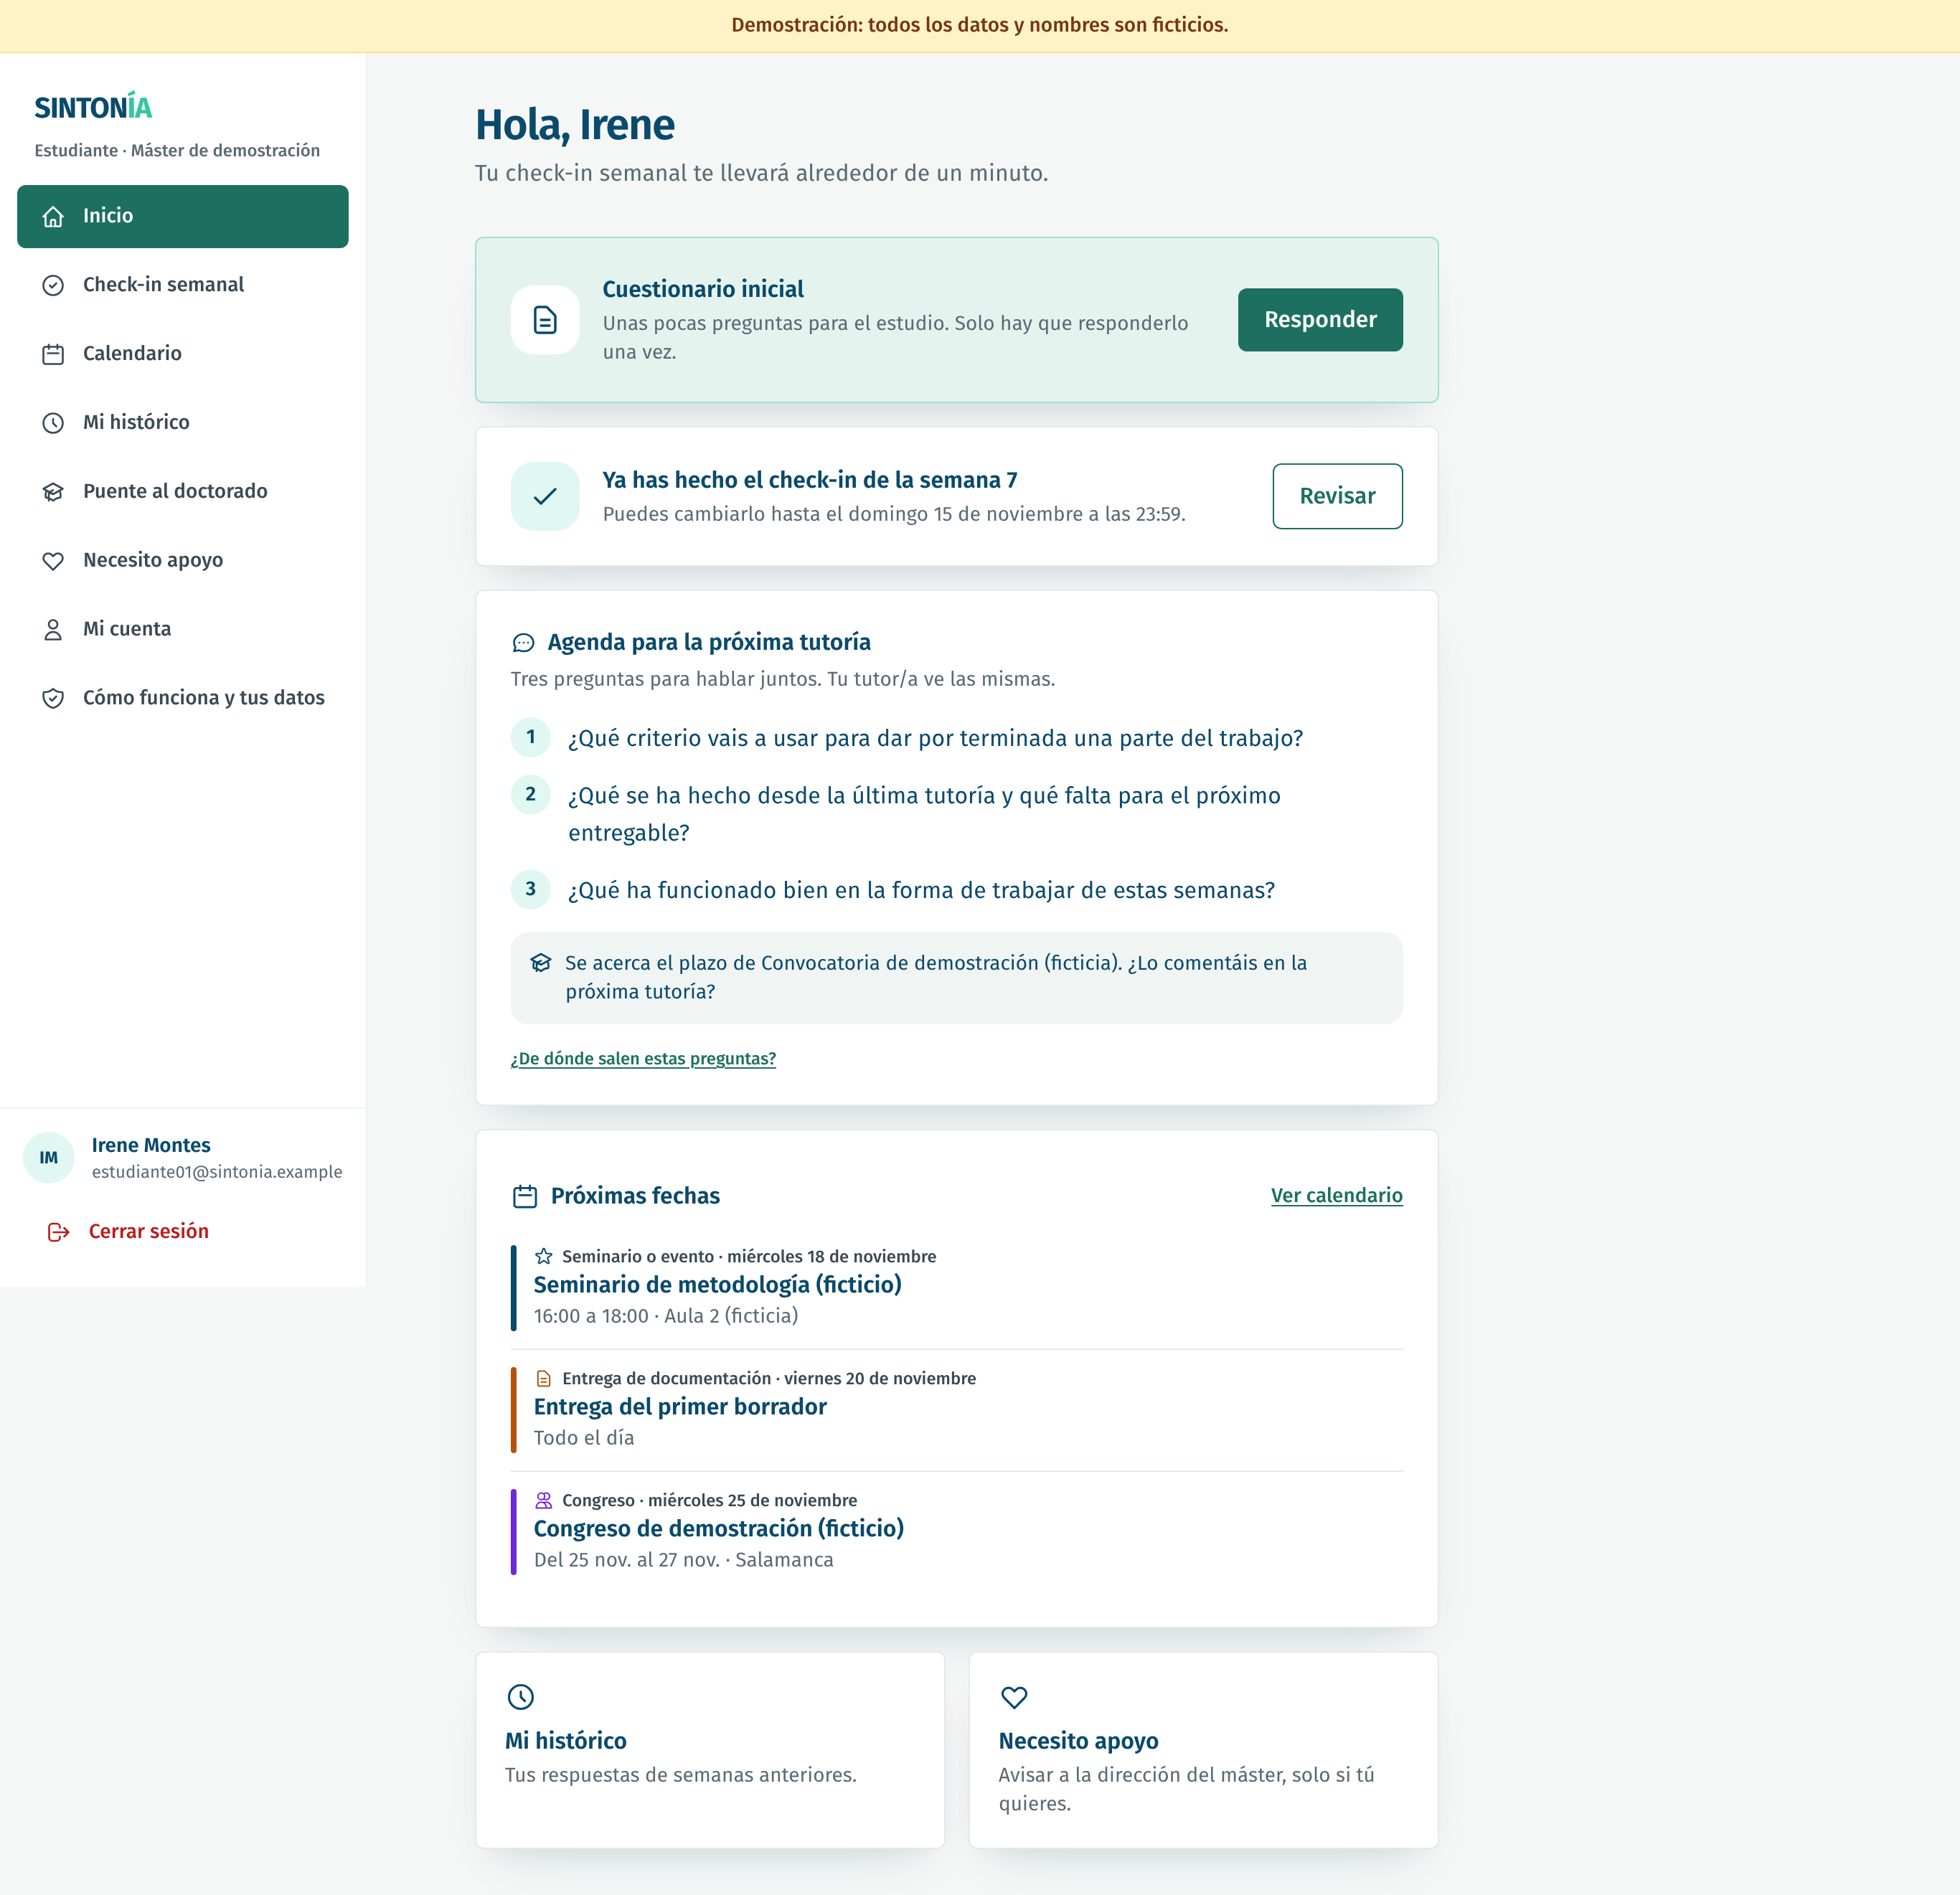 Demostración: todos los datos y nombres son ficticios.
SINTONÍA
Estudiante · Máster de demostración
Inicio
Check-in semanal
Calendario
Mi histórico
Puente al doctorado
Necesito apoyo
Mi cuenta
Cómo funciona y tus datos
IM
Irene Montes
estudiante01@sintonia.example
Cerrar sesión
Hola, Irene
Tu check-in semanal te llevará alrededor de un minuto.
Cuestionario inicial
Unas pocas preguntas para el estudio. Solo hay que responderlo
una vez.
Responder
Ya has hecho el check-in de la semana 7
Puedes cambiarlo hasta el domingo 15 de noviembre a las 23:59.
Revisar
Agenda para la próxima tutoría
Tres preguntas para hablar juntos. Tu tutor/a ve las mismas.
1 ¿Qué criterio vais a usar para dar por terminada una parte del trabajo?
2 ¿Qué se ha hecho desde la última tutoría y qué falta para el próximo
entregable?
3 ¿Qué ha funcionado bien en la forma de trabajar de estas semanas?
Se acerca el plazo de Convocatoria de demostración (ficticia). ¿Lo comentáis en la
próxima tutoría?
¿De dónde salen estas preguntas?
Próximas fechas
Ver calendario
Seminario o evento · miércoles 18 de noviembre
Seminario de metodología (ficticio)
16:00 a 18:00 · Aula 2 (ficticia)
Entrega de documentación · viernes 20 de noviembre
Entrega del primer borrador
Todo el día
Congreso · miércoles 25 de noviembre
Congreso de demostración (ficticio)
Del 25 nov. al 27 nov. · Salamanca
Mi histórico
Tus respuestas de semanas anteriores.
Necesito apoyo
Avisar a la dirección del máster, solo si tú
quieres.